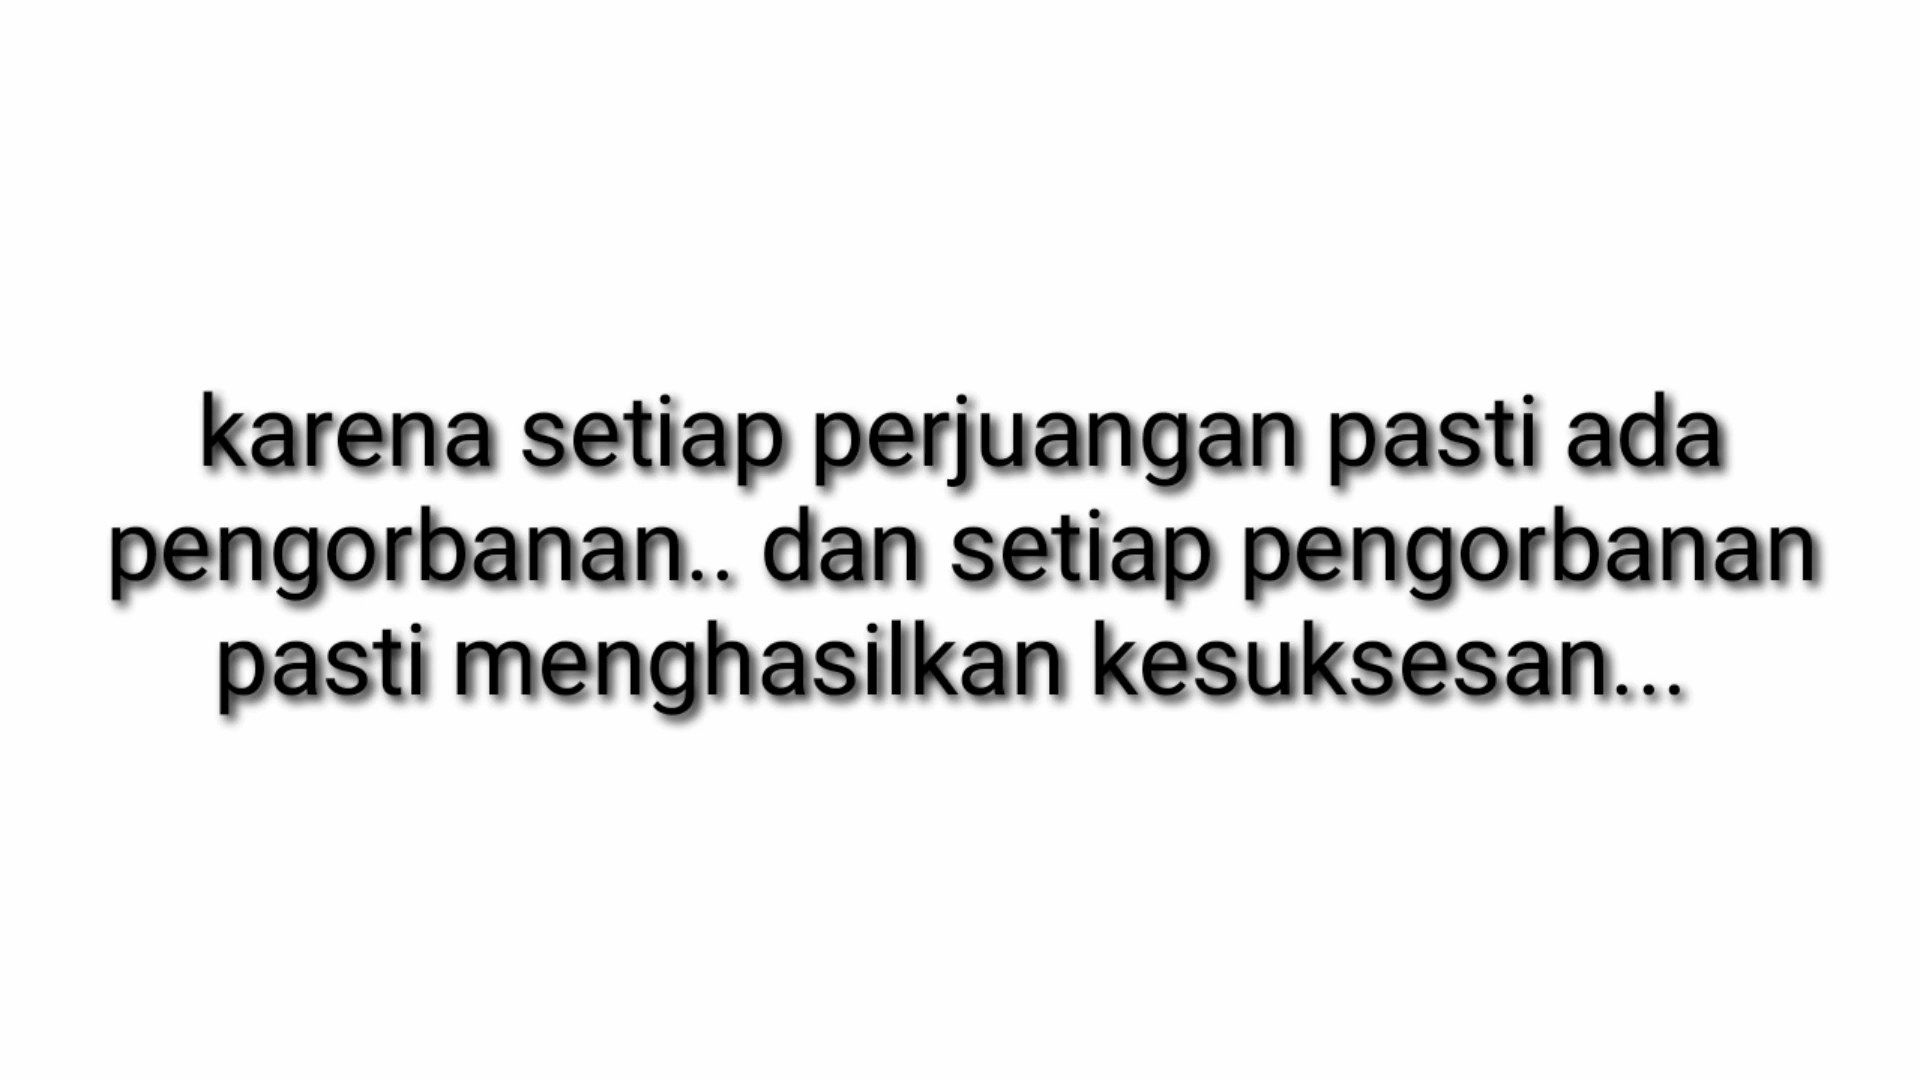 karena setiap perjuangan pasti ada
pengorbanan.. dan setiap pengorbanan
pasti menghasilkan kesuksesan...